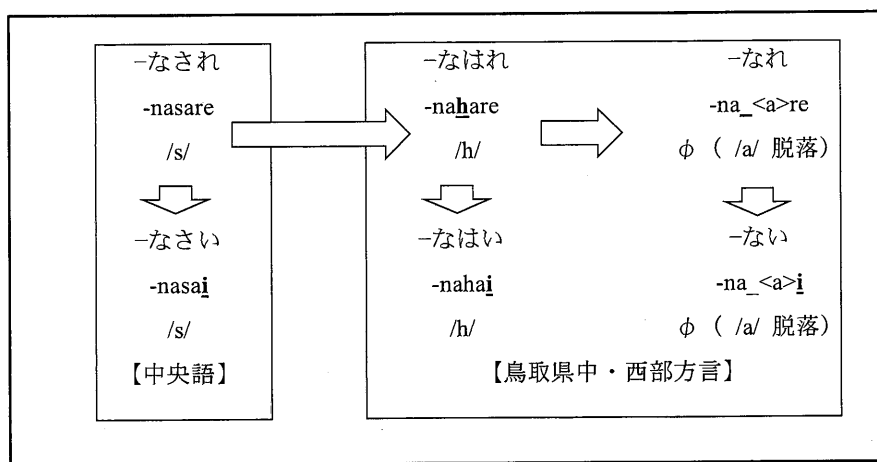 −なされ −なはれ −なれ
-nasare -nahare -na_<a>re
/s/ /h/ φ ( /a/ 脱落)
−なさい −なはい −ない
-nasai -nahai -na_<a>i
/s/ /h/ φ ( /a/ 脱落)
【中央語】 【鳥取県中・西部方言】